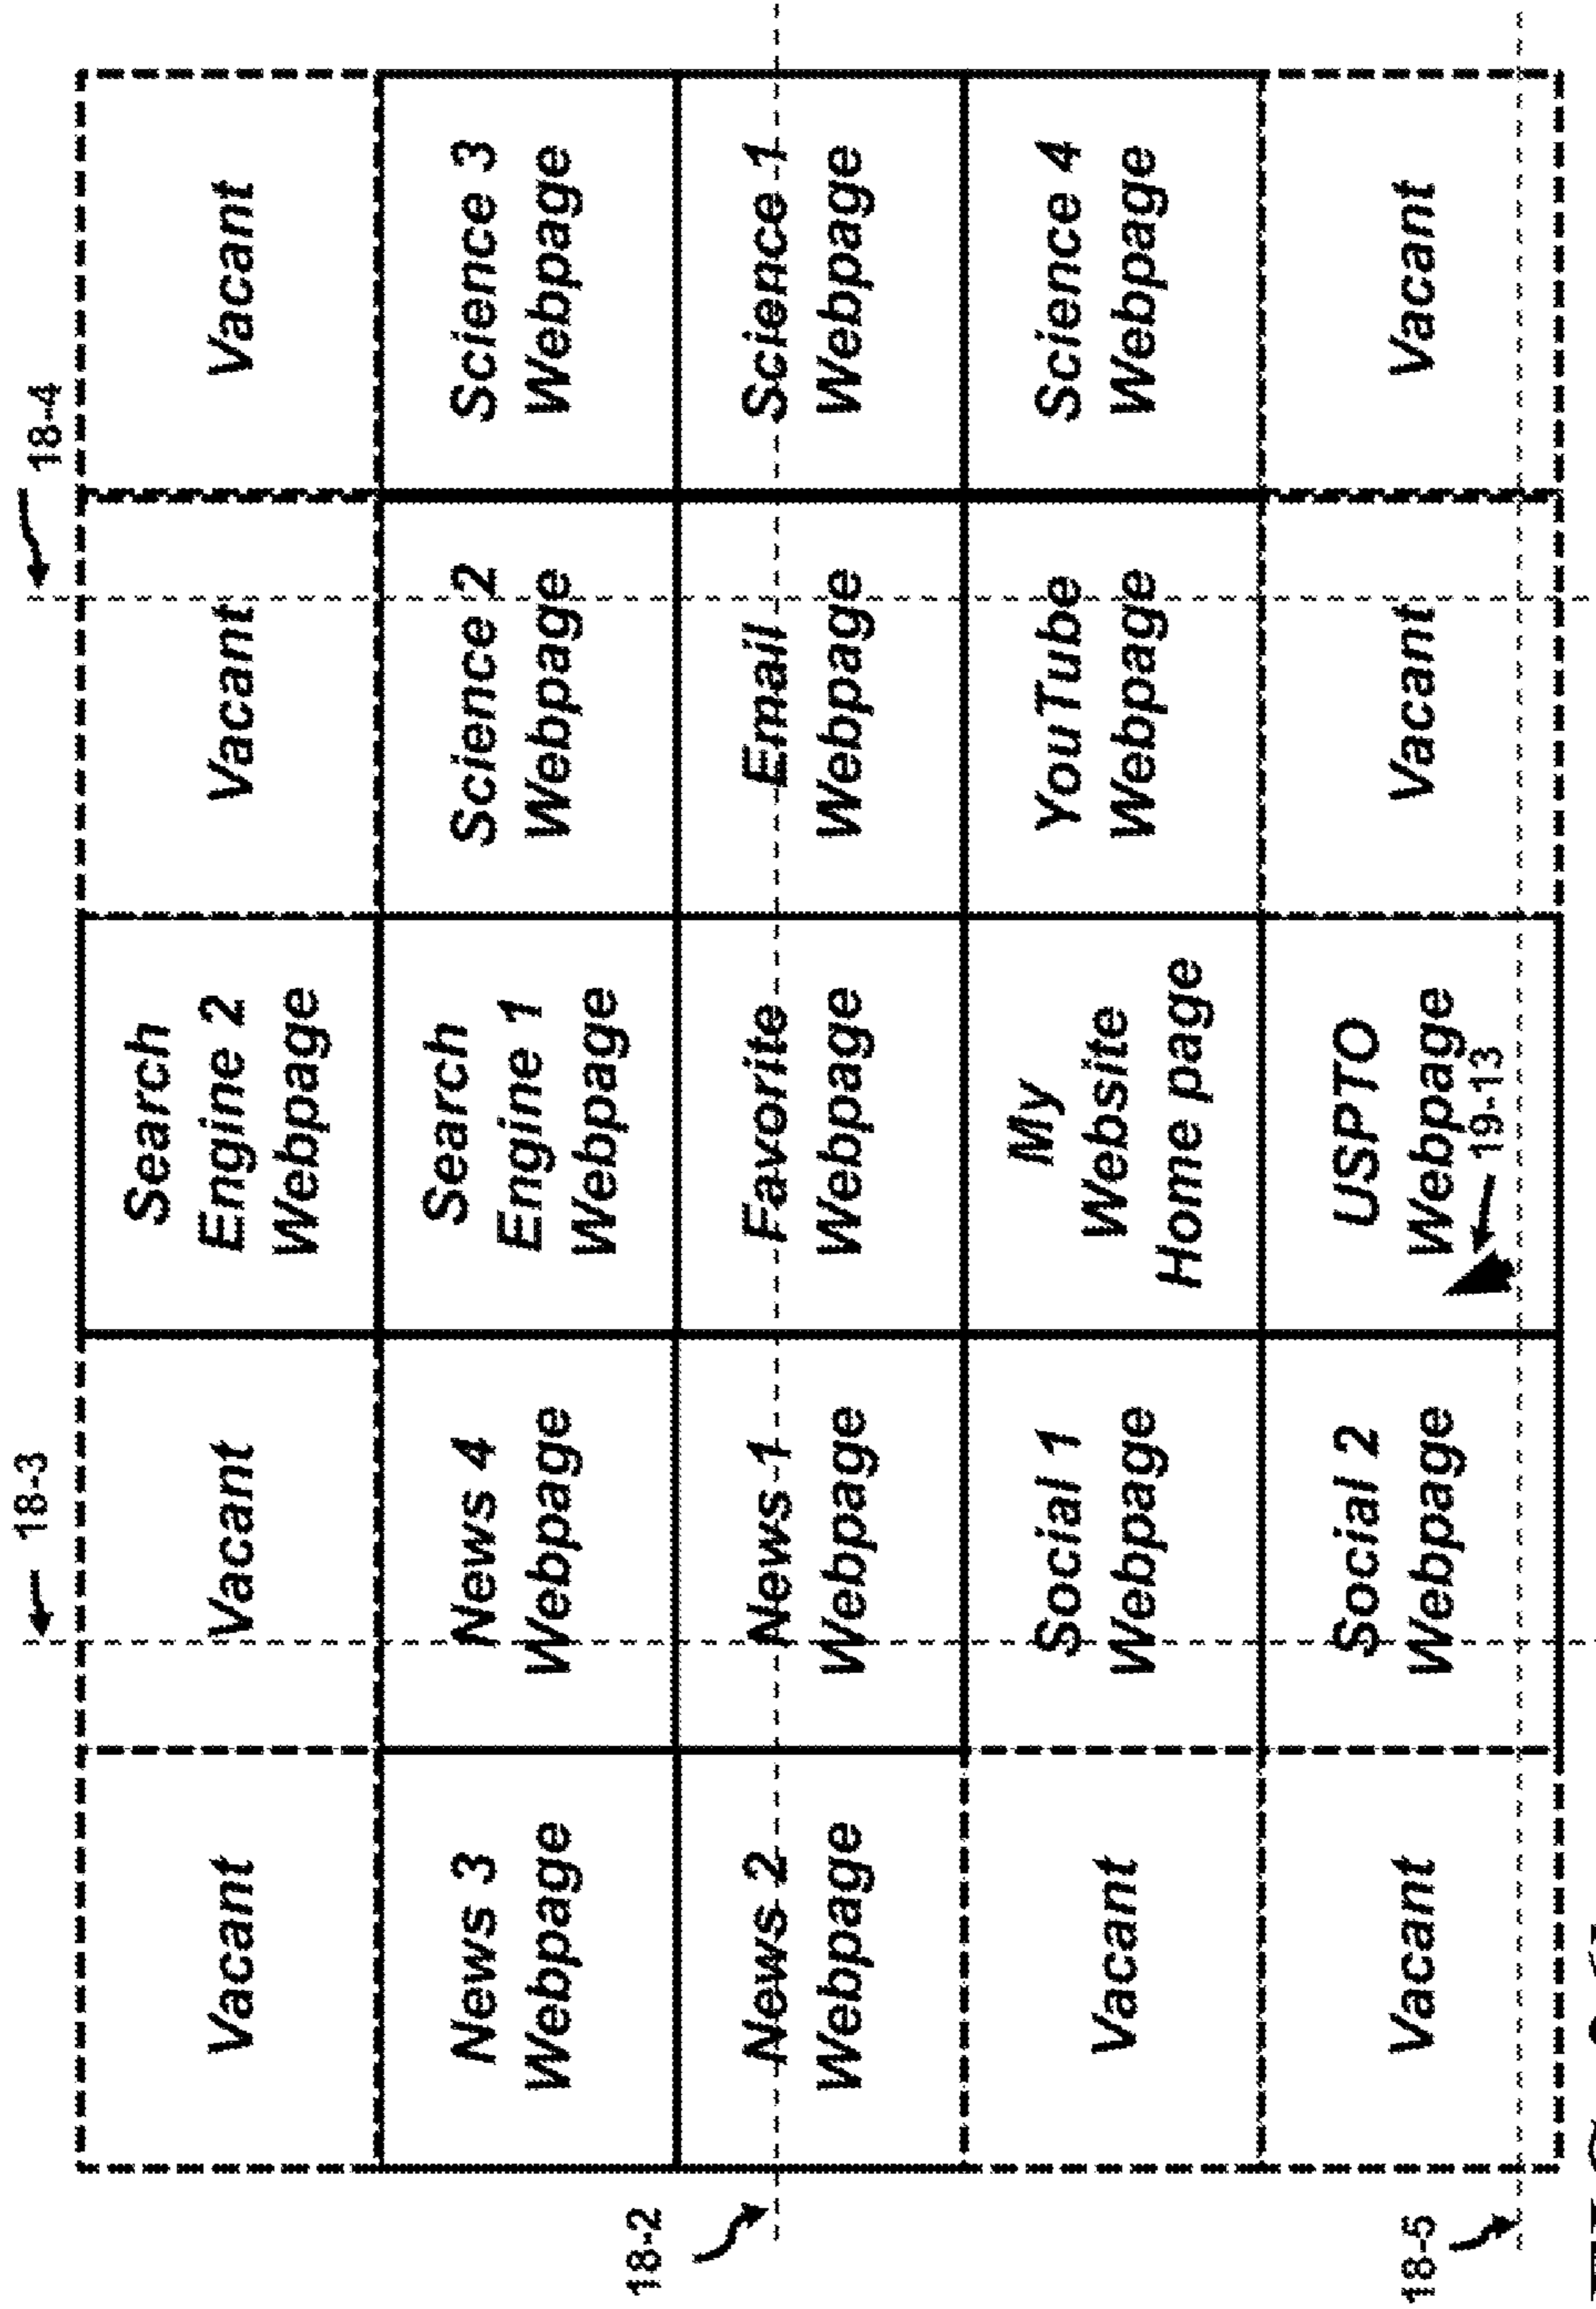 18-3
18-4
Vacant
Vacant
Search
Engine 2
Webpage
Vacant
Vacant
News 3
Webpage
News 4
Webpage
Search
Engine 1
Webpage
Science 2
Webpage
Science 3
Webpage
18-2
News 2
Webpage
News 1
Webpage
Favorite
Webpage
Email
Webpage
Science 1
Webpage
Vacant
Social 1
Webpage
My
Website
Home page
YouTube
Webpage
Science 4
Webpage
18-5
Vacant
Social 2
Webpage
USPTO
Webpage
19-13
Vacant
Vacant